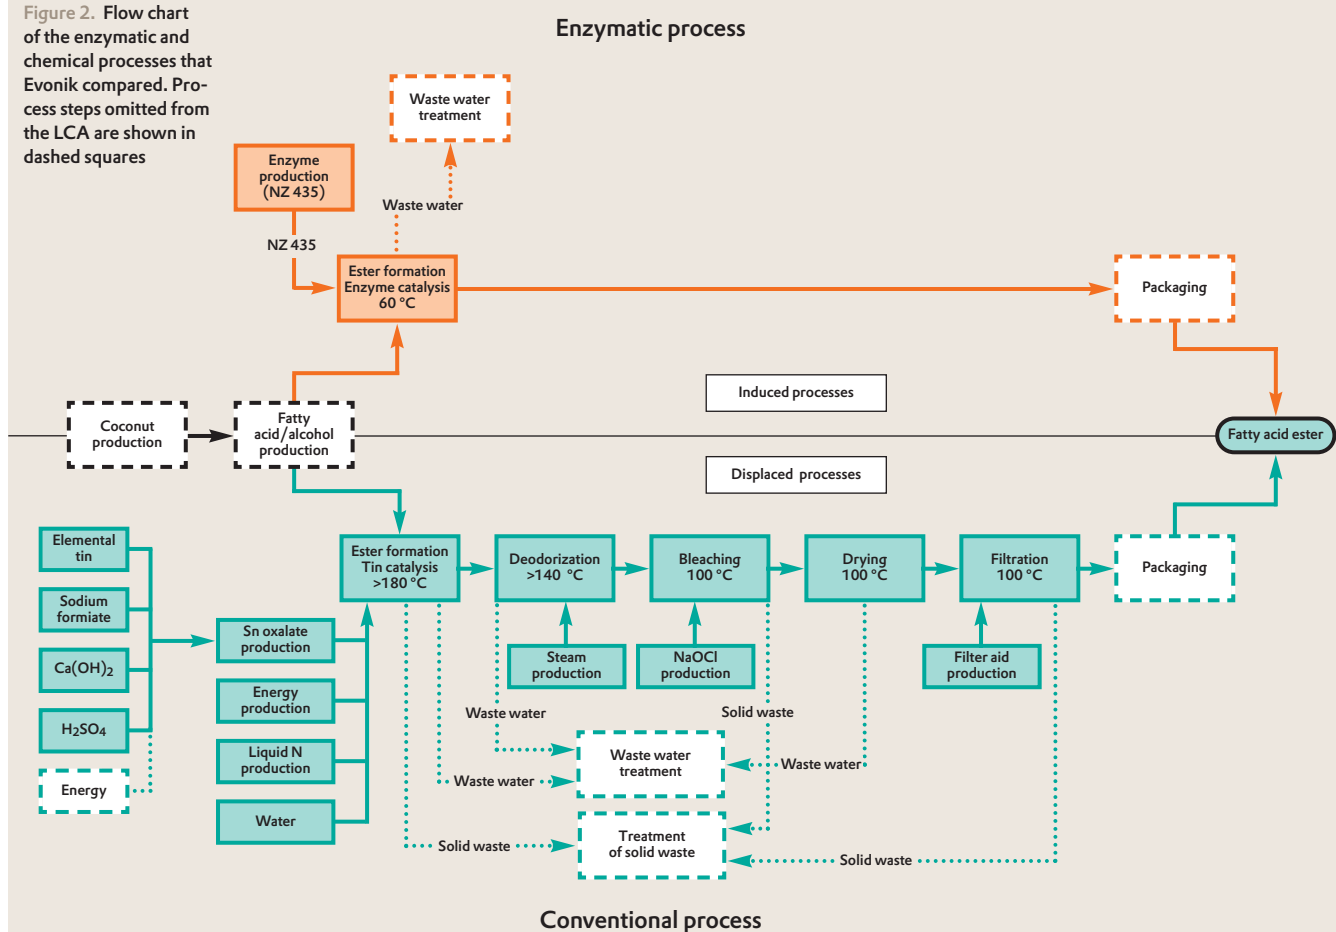 Figure 2. Flow chart
of the enzymatic and
chemical processes that
Evonik compared. Pro-
cess steps omitted from
the LCA are shown in
dashed squares
Enzymatic process
Waste water
treatment
Enzyme
production
(NZ 435)
Waste water
NZ 435
Ester formation
Enzyme catalysis
60 °C
Packaging
Induced processes
Coconut
production
Fatty
acid/alcohol
production
Fatty acid ester
Displaced processes
Elemental
tin
Sodium
formiate
Ca(OH)2
H2SO4
Energy
Sn oxalate
production
Energy
production
Liquid N
production
Water
Ester formation
Tin catalysis
>180 °C
Deodorization
>140 °C
Bleaching
100 °C
Drying
100 °C
Filtration
100 °C
Packaging
Steam
production
NaOCl
production
Filter aid
production
Waste water
Solid waste
Waste water
treatment
Waste water
Waste water
Treatment
of solid waste
Solid waste
Solid waste
Conventional process